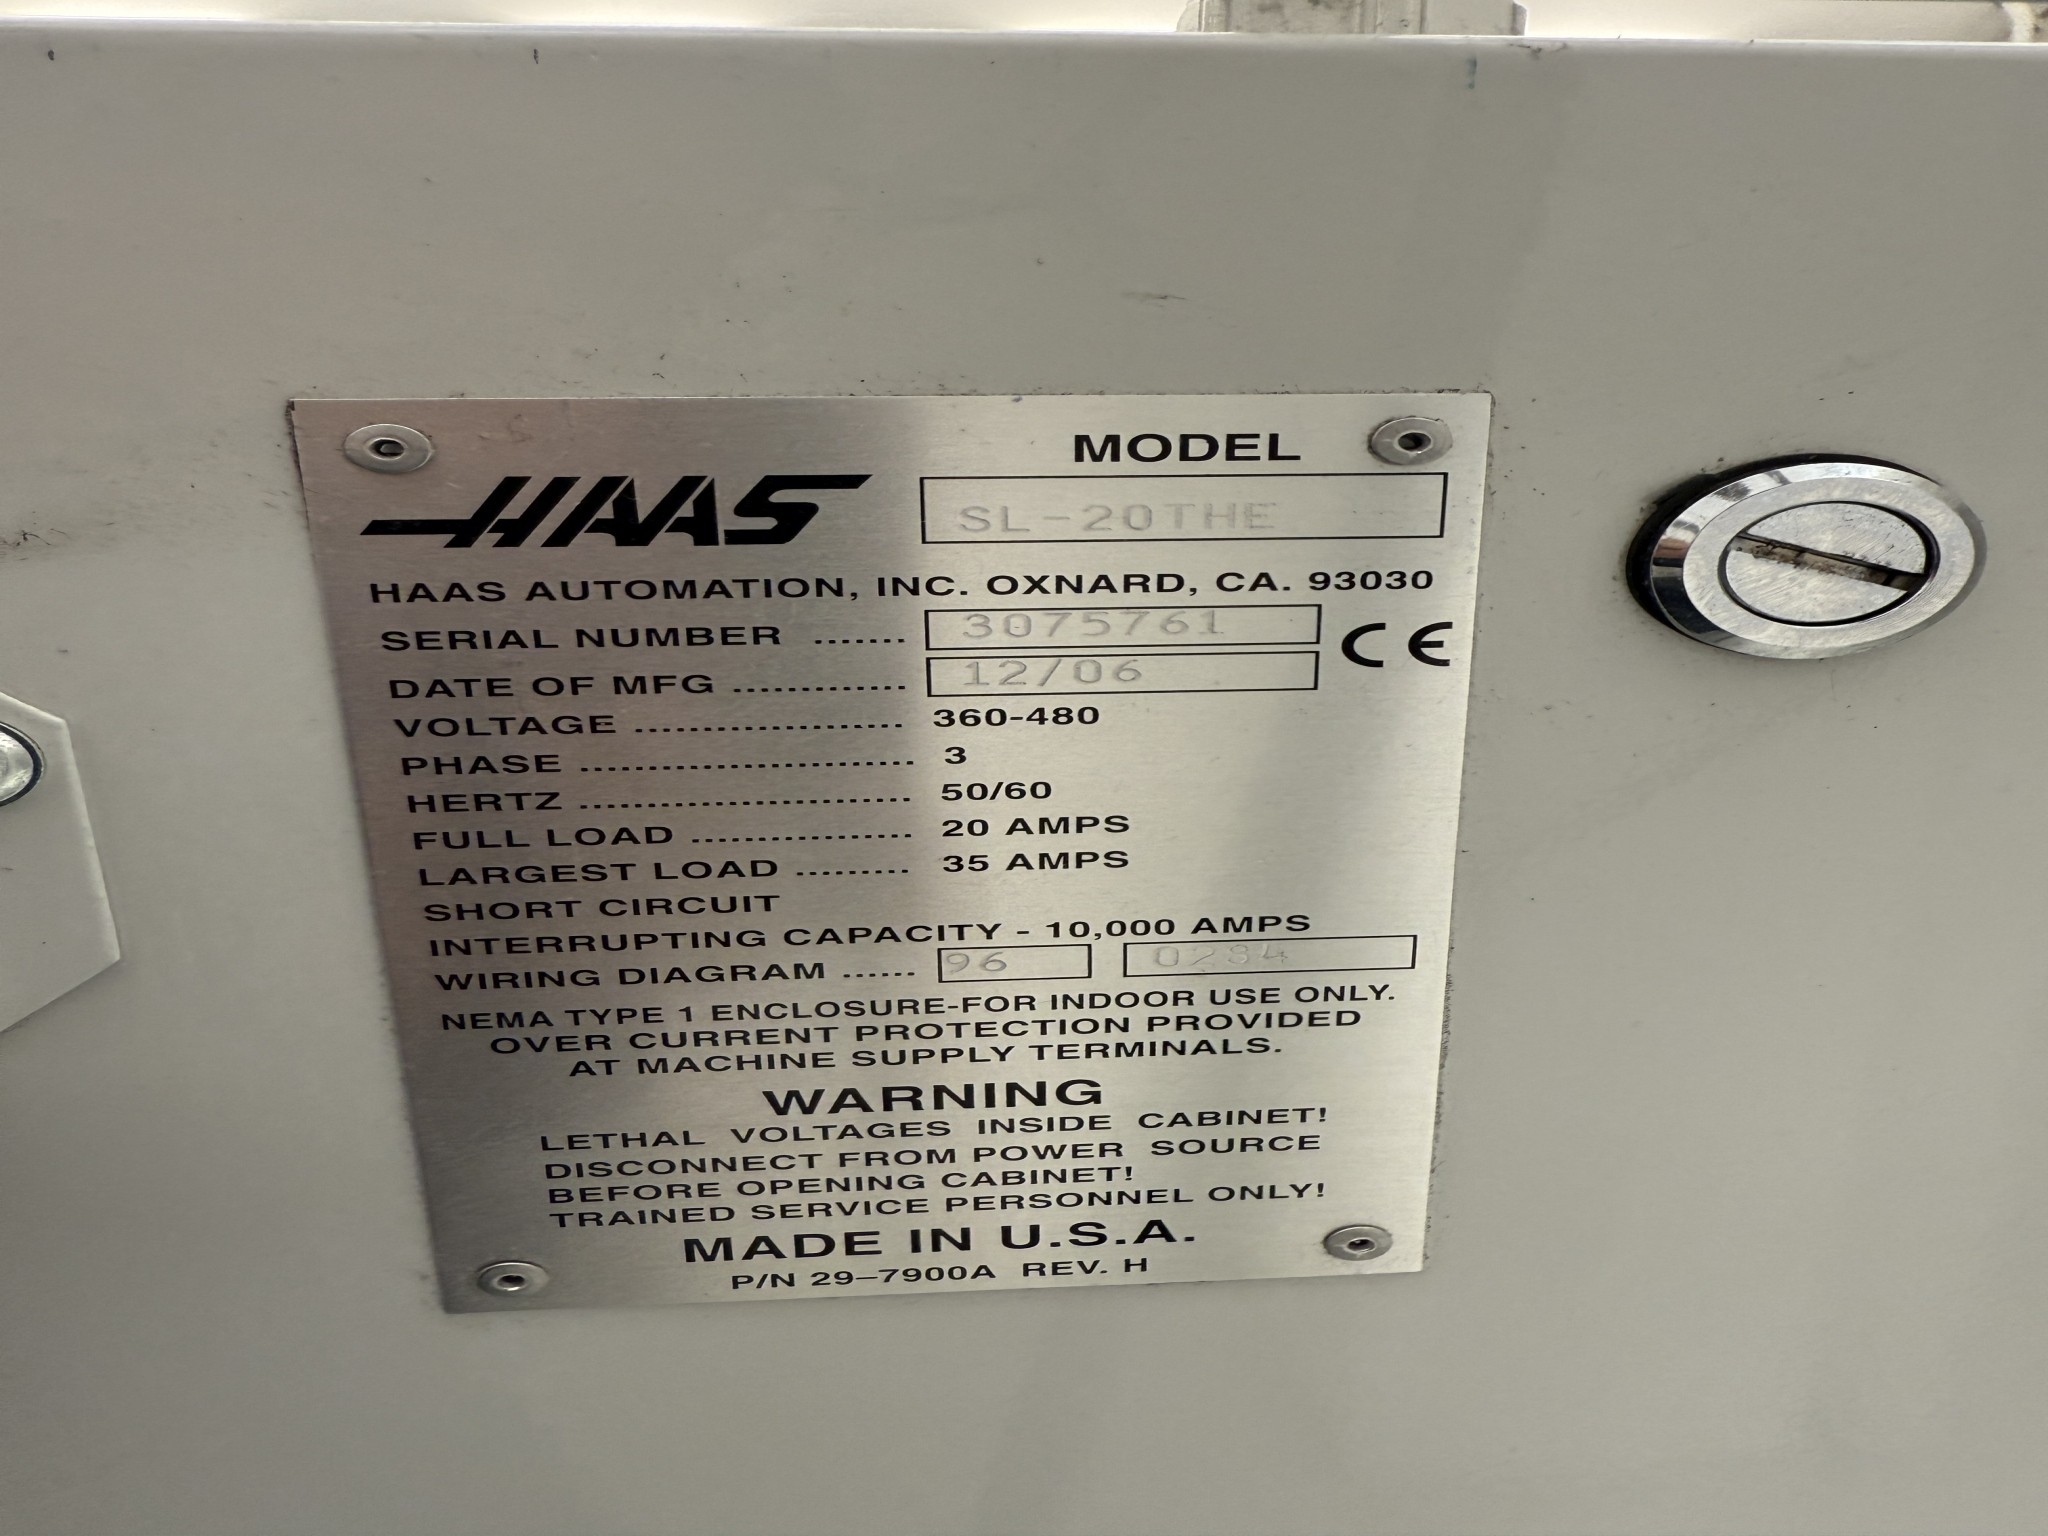 MODEL
HAAS SL-20THE
HAAS AUTOMATION, INC. OXNARD, CA. 93030
SERIAL NUMBER ....... 3075761 CE
DATE OF MFG ............. 12/06
VOLTAGE .................... 360-480
PHASE ......................... 3
HERTZ ......................... 50/60
FULL LOAD ................. 20 AMPS
LARGEST LOAD ......... 35 AMPS
SHORT CIRCUIT
INTERRUPTING CAPACITY - 10,000 AMPS
WIRING DIAGRAM ...... 96
NEMA TYPE 1 ENCLOSURE-FOR INDOOR USE ONLY.
OVER CURRENT PROTECTION PROVIDED
AT MACHINE SUPPLY TERMINALS.
WARNING
LETHAL VOLTAGES INSIDE CABINET!
DISCONNECT FROM POWER SOURCE
BEFORE OPENING CABINET!
TRAINED SERVICE PERSONNEL ONLY!
MADE IN U.S.A.
P/N 29-7900A REV. H